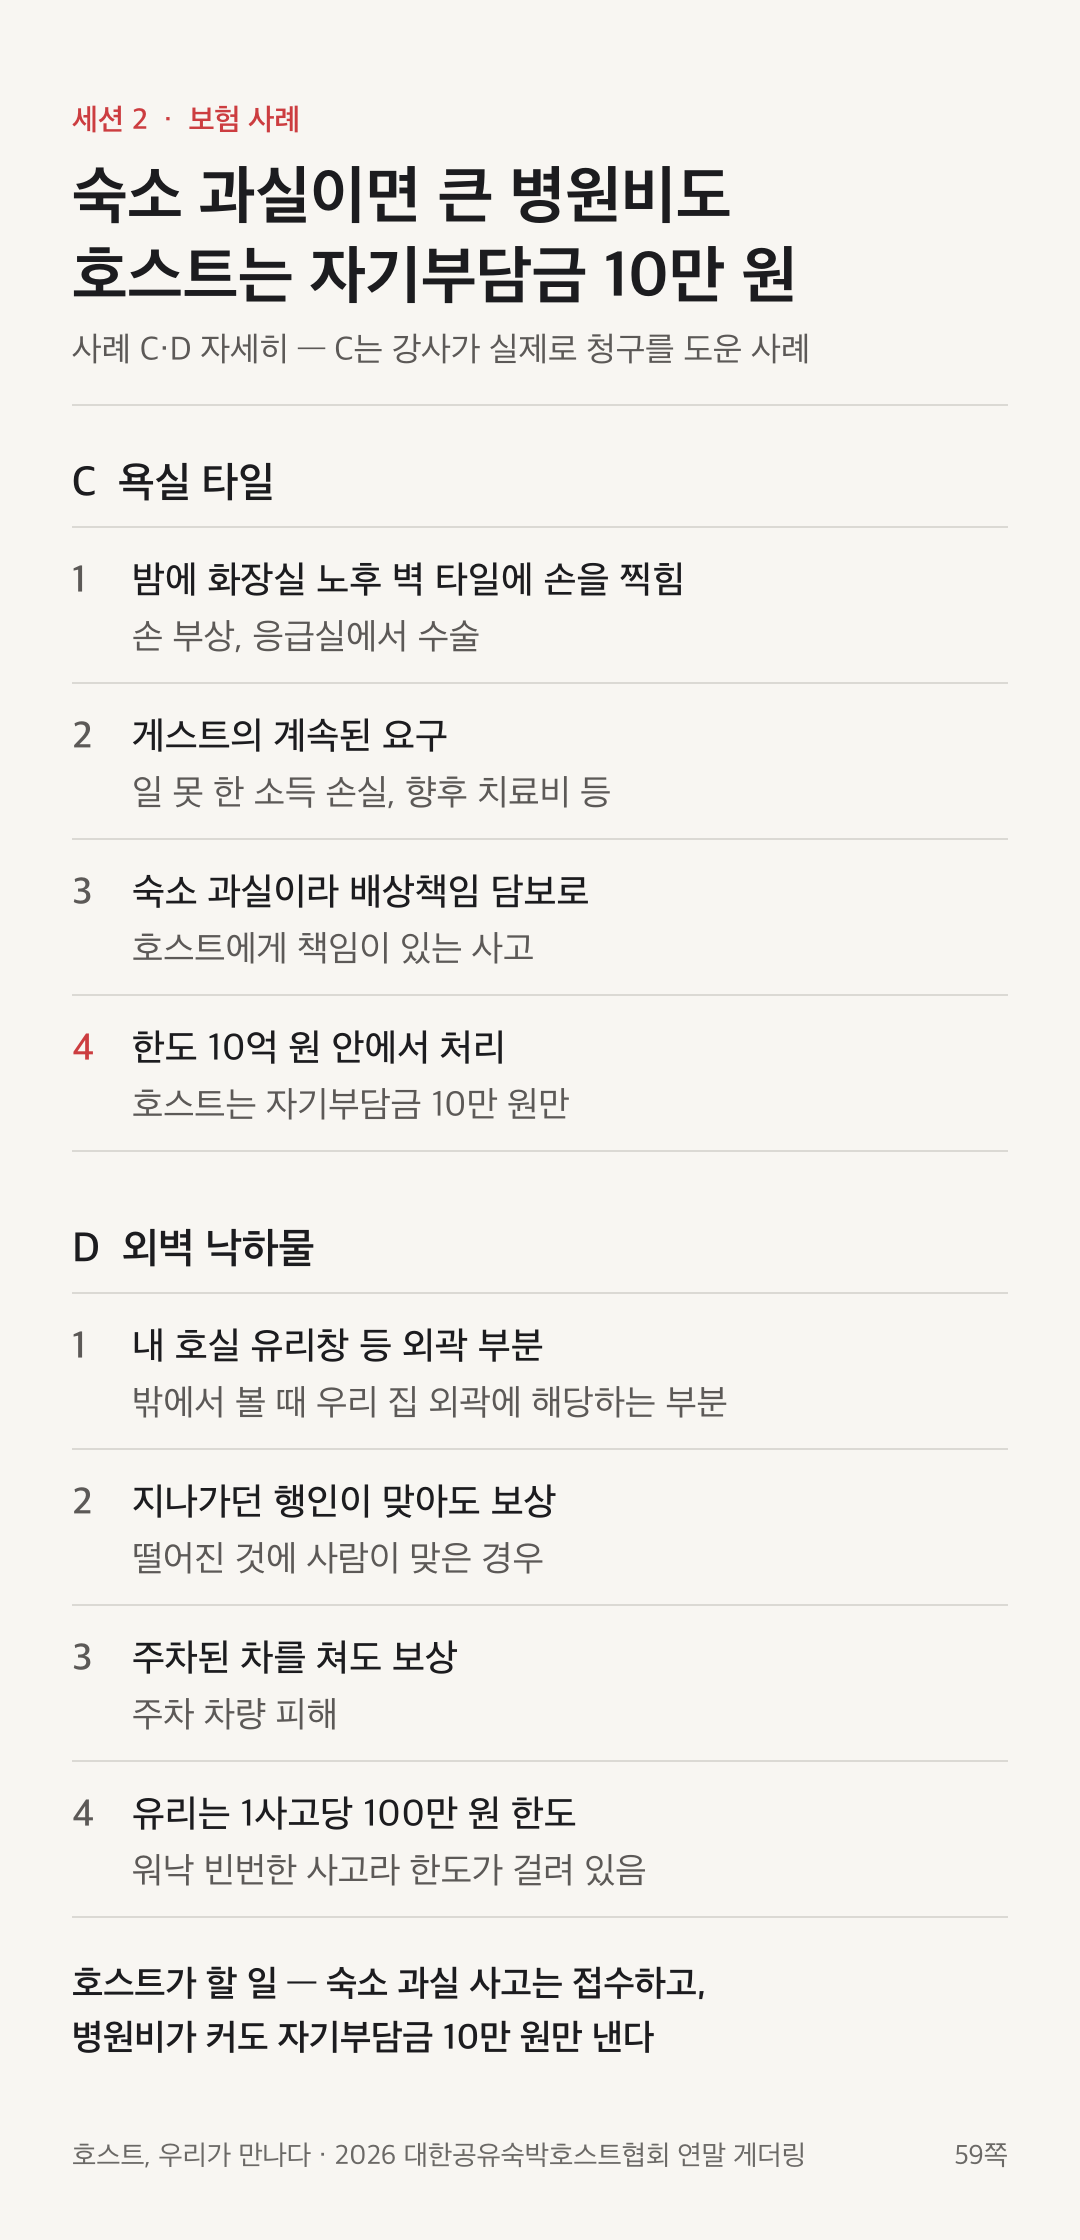 세션 2 · 보험 사례
숙소 과실이면 큰 병원비도
호스트는 자기부담금 10만 원
사례 C·D 자세히 — C는 강사가 실제로 청구를 도운 사례
C 욕실 타일
1 밤에 화장실 노후 벽 타일에 손을 찍힘
손 부상, 응급실에서 수술
2 게스트의 계속된 요구
일 못 한 소득 손실, 향후 치료비 등
3 숙소 과실이라 배상책임 담보로
호스트에게 책임이 있는 사고
4 한도 10억 원 안에서 처리
호스트는 자기부담금 10만 원만
D 외벽 낙하물
1 내 호실 유리창 등 외곽 부분
밖에서 볼 때 우리 집 외곽에 해당하는 부분
2 지나가던 행인이 맞아도 보상
떨어진 것에 사람이 맞은 경우
3 주차된 차를 쳐도 보상
주차 차량 피해
4 유리는 1사고당 100만 원 한도
워낙 빈번한 사고라 한도가 걸려 있음
호스트가 할 일 — 숙소 과실 사고는 접수하고,
병원비가 커도 자기부담금 10만 원만 낸다
호스트, 우리가 만나다 · 2026 대한공유숙박호스트협회 연말 게더링 59쪽